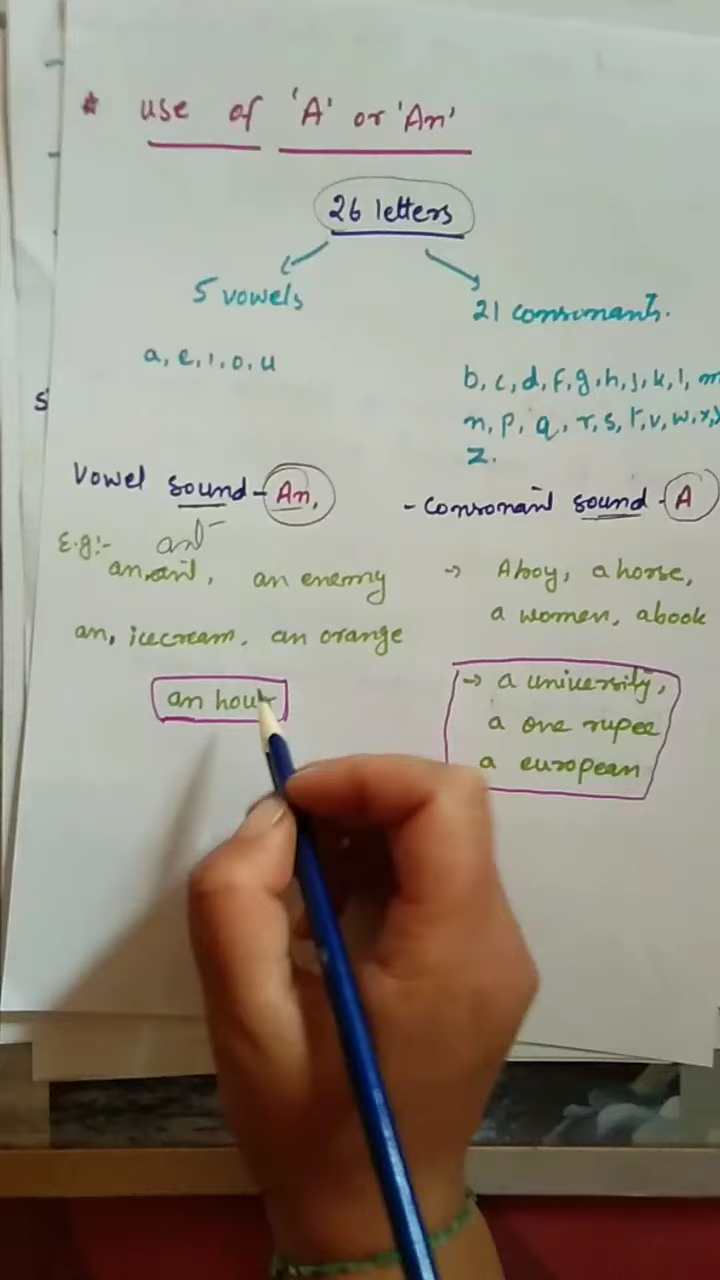 * use of 'A' or 'An'
26 letters
5 vowels
21 consonants.
a, e, i, o, u
b, c, d, f, g, h, j, k, l, m
n, p, q, r, s, t, v, w, x, y
z.
S
Vowel sound - An,
- Consonant sound - A
E.g:- ant
an, ant, an enemy
an, icecream, an orange
an hour
→ A boy, a horse,
a women, a book
→ a university,
a one rupee
a european